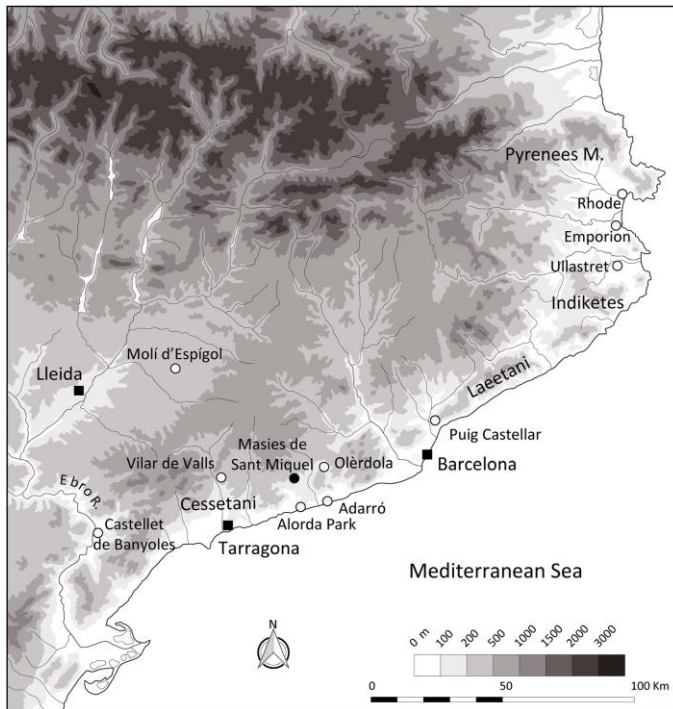 Pyrenees M.
Rhode
Emporion
Ullastret
Indiketes
Molí d'Espígol
Lleida
Laeetani
Puig Castellar
Masies de
Sant Miquel
Vilar de Valls
Olèrdola
Barcelona
Ebro R.
Cessetani
Adarró
Alorda Park
Castellet
de Banyoles
Tarragona
Mediterranean Sea
N
0 m 100 200 500 1000 1500 2000 3000
0 50 100 Km